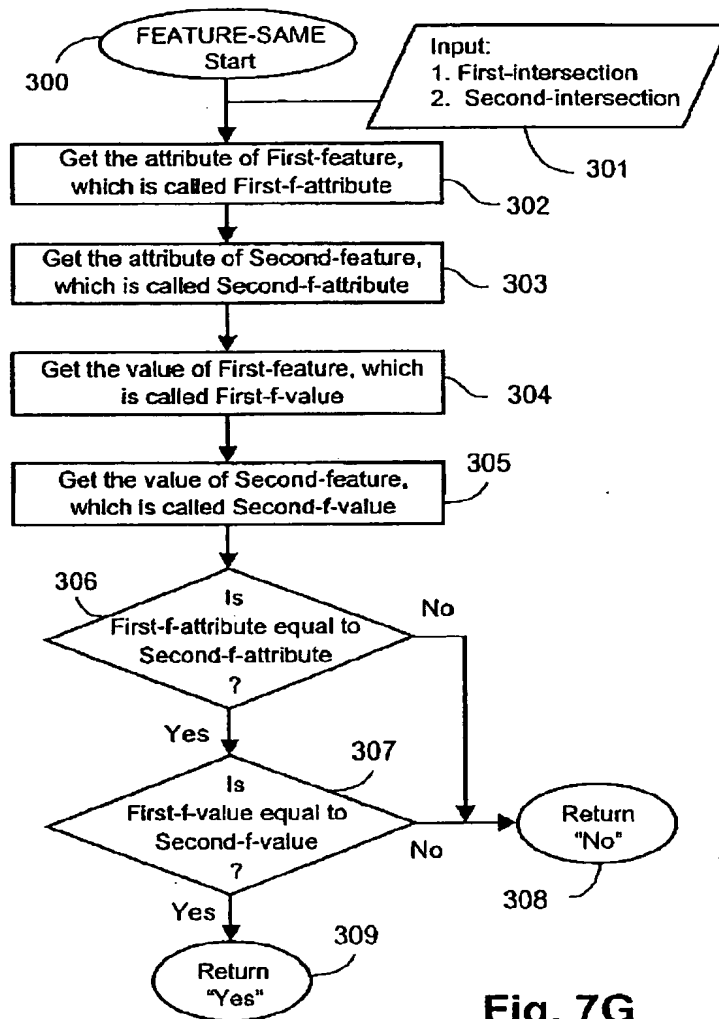 300
FEATURE-SAME
Start
Input:
1. First-intersection
2. Second-intersection
301
Get the attribute of First-feature,
which is called First-f-attribute
302
Get the attribute of Second-feature,
which is called Second-f-attribute
303
Get the value of First-feature, which
is called First-f-value
304
Get the value of Second-feature,
which is called Second-f-value
305
306
Is
First-f-attribute equal to
Second-f-attribute
?
No
Yes
307
Is
First-f-value equal to
Second-f-value
?
No
Return
"No"
308
Yes
309
Return
"Yes"
Fig. 7G